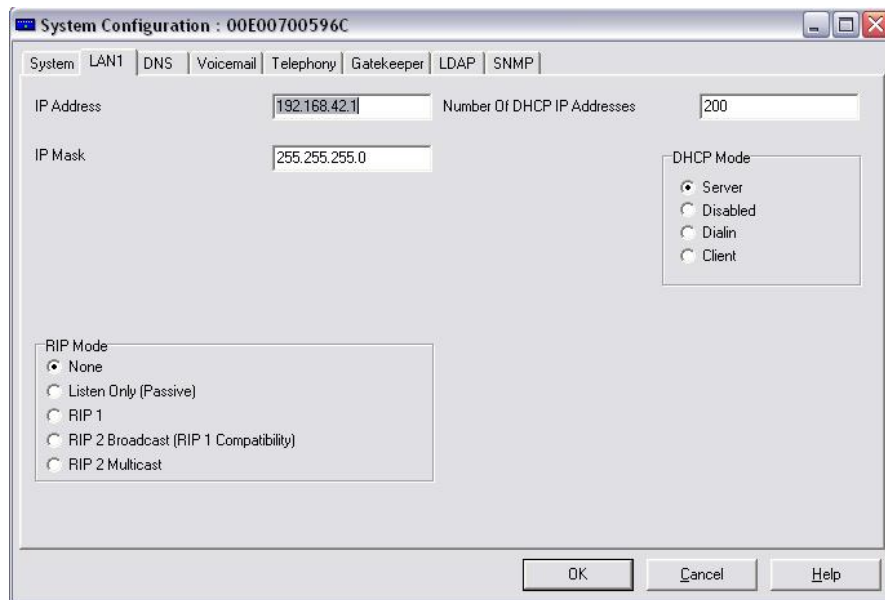 System Configuration : 00E00700596C
System LAN1 DNS Voicemail Telephony Gatekeeper LDAP SNMP
IP Address 192.168.42.1 Number Of DHCP IP Addresses 200
IP Mask 255.255.255.0
DHCP Mode
Server
Disabled
Dialin
Client
RIP Mode
None
Listen Only (Passive)
RIP 1
RIP 2 Broadcast (RIP 1 Compatibility)
RIP 2 Multicast
OK Cancel Help